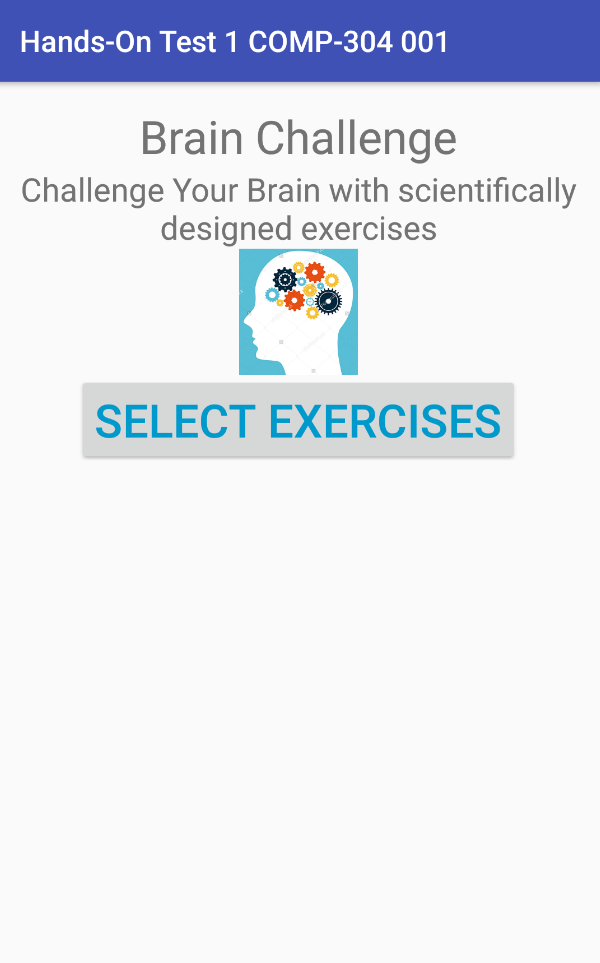 Hands-On Test 1 COMP-304 001
Brain Challenge
Challenge Your Brain with scientifically
designed exercises
SELECT EXERCISES